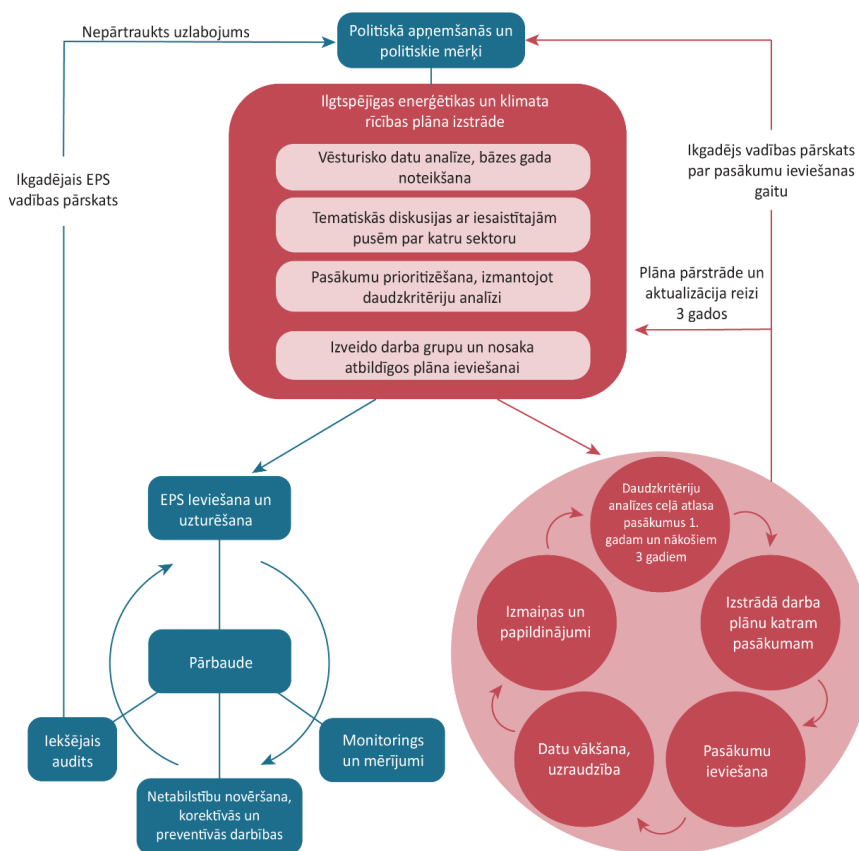 Nepārtraukts uzlabojums
Politiskā apņemšanās un
politiskie mērķi
Ilgtspējīgas enerģētikas un klimata
rīcības plāna izstrāde
Vēsturisko datu analīze, bāzes gada
noteikšana
Tematiskās diskusijas ar iesaistītajām
pusēm par katru sektoru
Pasākumu prioritizēšana, izmantojot
daudzkritēriju analīzi
Izveido darba grupu un nosaka
atbildīgos plāna ieviešanai
Ikgadējais EPS
vadības pārskats
Ikgadējs vadības pārskats
par pasākumu ieviešanas
gaitu
Plāna pārstrāde un
aktualizācija reizi
3 gados
EPS Ieviešana un
uzturēšana
Pārbaude
Iekšējais
audits
Monitorings
un mērījumi
Netabilstību novēršana,
korektīvās un
preventīvās darbības
Daudzkritēriju
analīzes ceļā atlasa
pasākumus 1.
gadam un nākošiem
3 gadiem
Izstrādā darba
plānu katram
pasākumam
Pasākumu
ieviešana
Datu vākšana,
uzraudzība
Izmaiņas un
papildinājumi